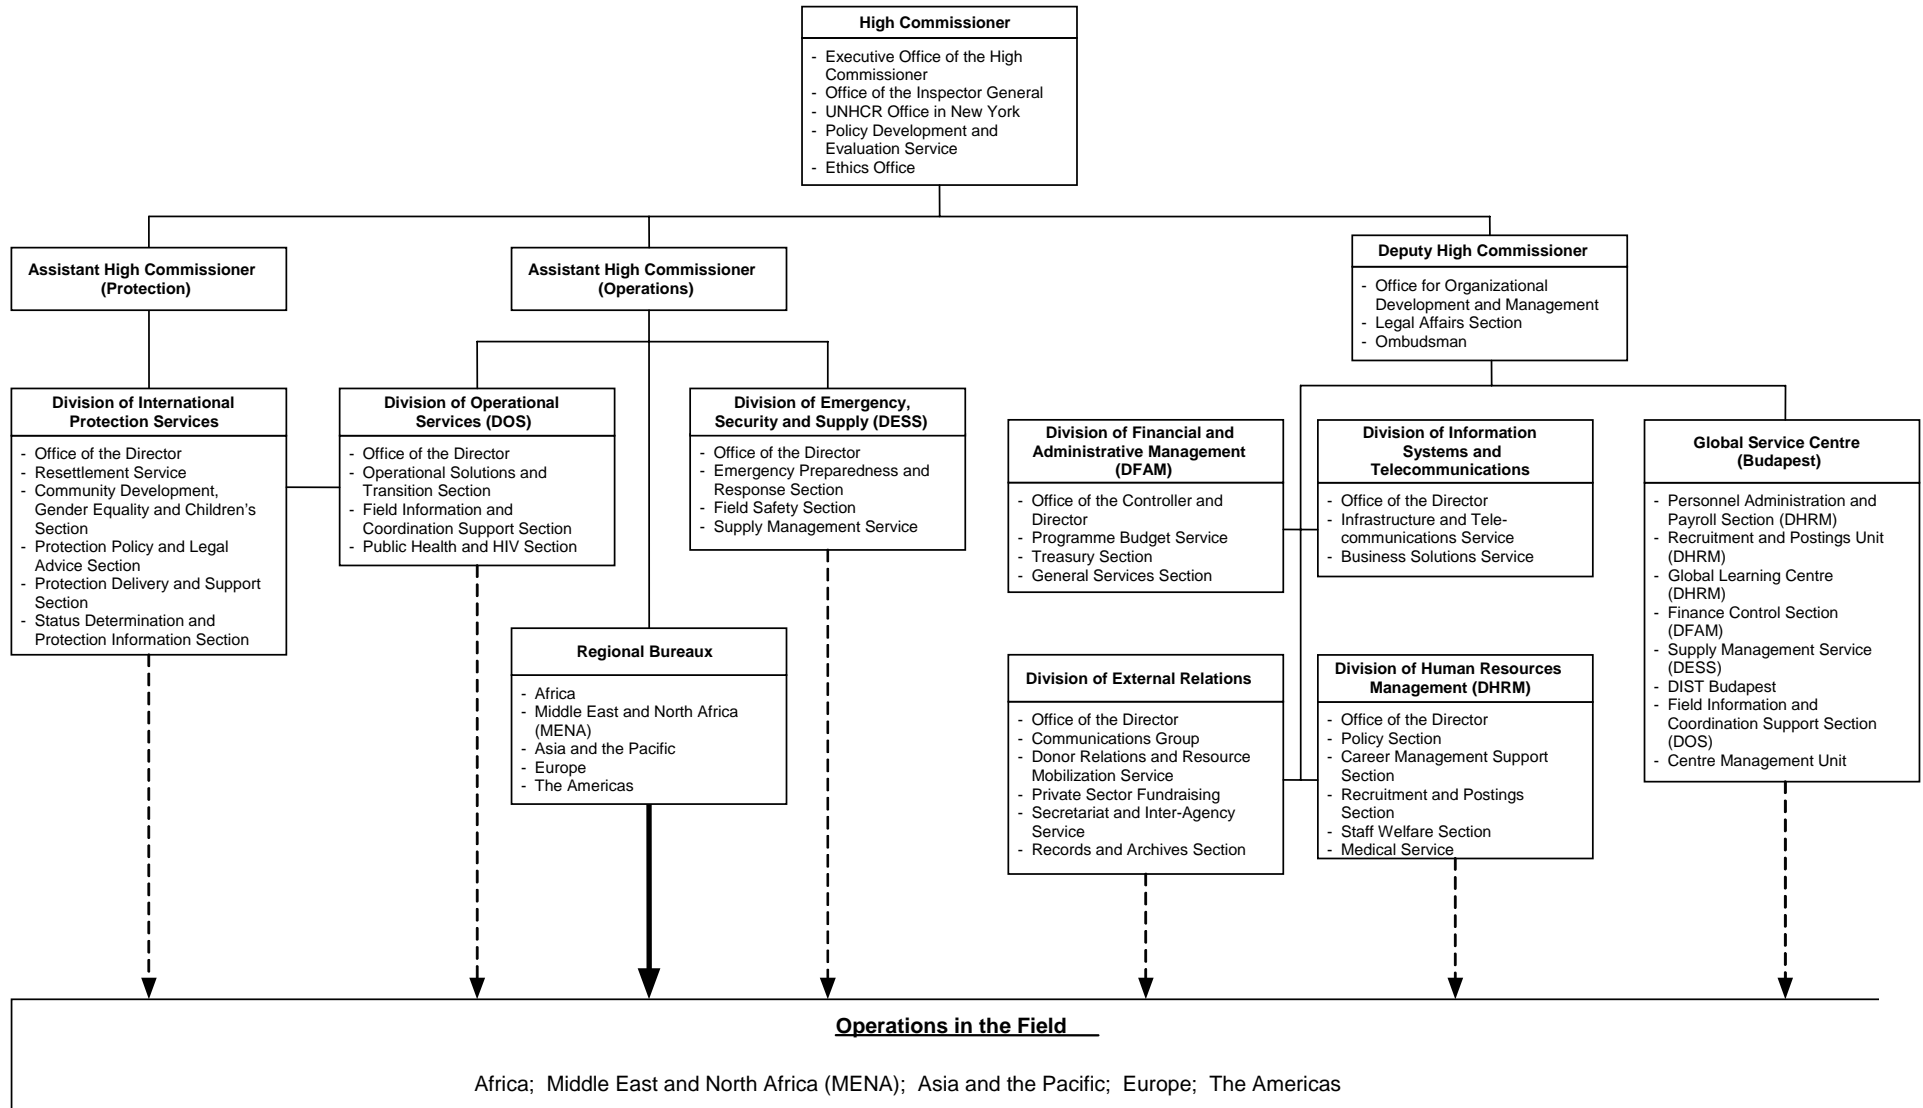 High Commissioner
- Executive Office of the High
Commissioner
- Office of the Inspector General
- UNHCR Office in New York
- Policy Development and
Evaluation Service
- Ethics Office
Assistant High Commissioner
(Protection)
Assistant High Commissioner
(Operations)
Deputy High Commissioner
- Office for Organizational
Development and Management
- Legal Affairs Section
- Ombudsman
Division of International
Protection Services
- Office of the Director
- Resettlement Service
- Community Development,
Gender Equality and Children's
Section
- Protection Policy and Legal
Advice Section
- Protection Delivery and Support
Section
- Status Determination and
Protection Information Section
Division of Operational
Services (DOS)
- Office of the Director
- Operational Solutions and
Transition Section
- Field Information and
Coordination Support Section
- Public Health and HIV Section
Division of Emergency,
Security and Supply (DESS)
- Office of the Director
- Emergency Preparedness and
Response Section
- Field Safety Section
- Supply Management Service
Regional Bureaux
- Africa
- Middle East and North Africa
(MENA)
- Asia and the Pacific
- Europe
- The Americas
Division of Financial and
Administrative Management
(DFAM)
- Office of the Controller and
Director
- Programme Budget Service
- Treasury Section
- General Services Section
Division of Information
Systems and
Telecommunications
- Office of the Director
- Infrastructure and Tele-
communications Service
- Business Solutions Service
Global Service Centre
(Budapest)
- Personnel Administration and
Payroll Section (DHRM)
- Recruitment and Postings Unit
(DHRM)
- Global Learning Centre
(DHRM)
- Finance Control Section
(DFAM)
- Supply Management Service
(DESS)
- DIST Budapest
- Field Information and
Coordination Support Section
(DOS)
- Centre Management Unit
Division of External Relations
- Office of the Director
- Communications Group
- Donor Relations and Resource
Mobilization Service
- Private Sector Fundraising
- Secretariat and Inter-Agency
Service
- Records and Archives Section
Division of Human Resources
Management (DHRM)
- Office of the Director
- Policy Section
- Career Management Support
Section
- Recruitment and Postings
Section
- Staff Welfare Section
- Medical Service
Operations in the Field
Africa; Middle East and North Africa (MENA); Asia and the Pacific; Europe; The Americas